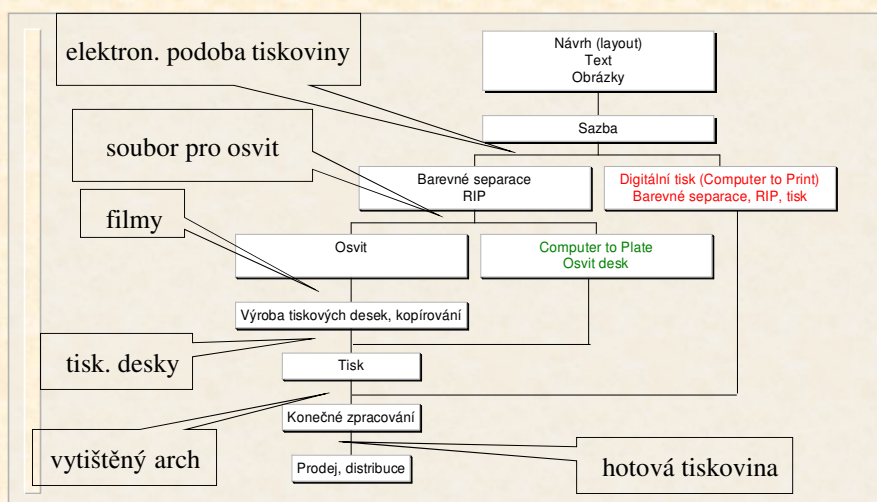 elektron. podoba tiskoviny
Návrh (layout)
Text
Obrázky
Sazba
soubor pro osvit
Barevné separace
RIP
Digitální tisk (Computer to Print)
Barevné separace, RIP, tisk
filmy
Osvit
Computer to Plate
Osvit desk
Výroba tiskových desek, kopírování
tisk. desky
Tisk
Konečné zpracování
vytištěný arch
Prodej, distribuce
hotová tiskovina